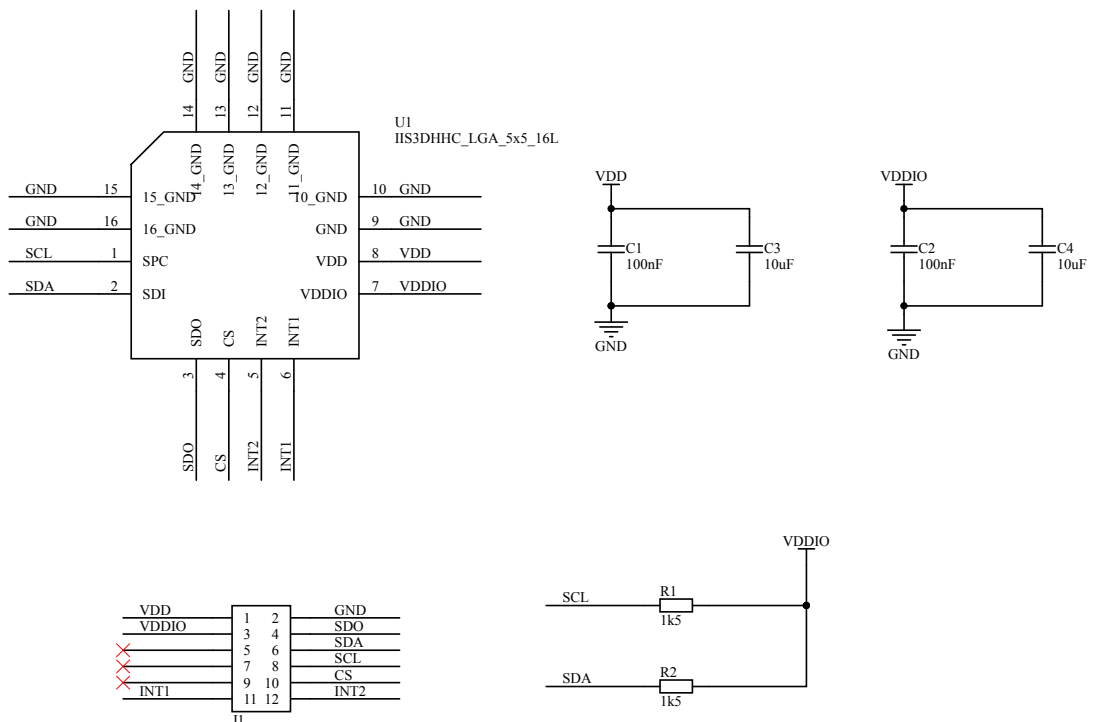 14 GND
13 GND
12 GND
11 GND
U1
IIS3DHHC_LGA_5x5_16L
14_GND
13_GND
12_GND
11_GND
GND 15 15_GND
10_GND 10 GND
GND 16 16_GND
GND 9 GND
SCL 1 SPC
VDD 8 VDD
SDA 2 SDI
VDDIO 7 VDDIO
SDO
CS
INT2
INT1
3 SDO
4 CS
5 INT2
6 INT1
VDD
C1
100nF
C3
10uF
GND
VDDIO
C2
100nF
C4
10uF
GND
VDD 1 2 GND
VDDIO 3 4 SDO
5 6 SDA
7 8 SCL
9 10 CS
INT1 11 12 INT2
VDDIO
SCL
R1
1k5
SDA
R2
1k5